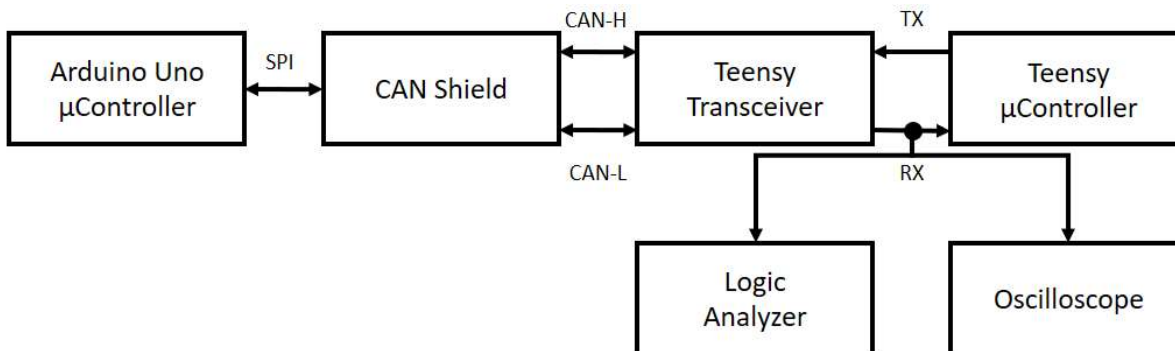 CAN-H
TX
Arduino Uno
μController
SPI
CAN Shield
Teensy
Transceiver
Teensy
μController
CAN-L
RX
Logic
Analyzer
Oscilloscope